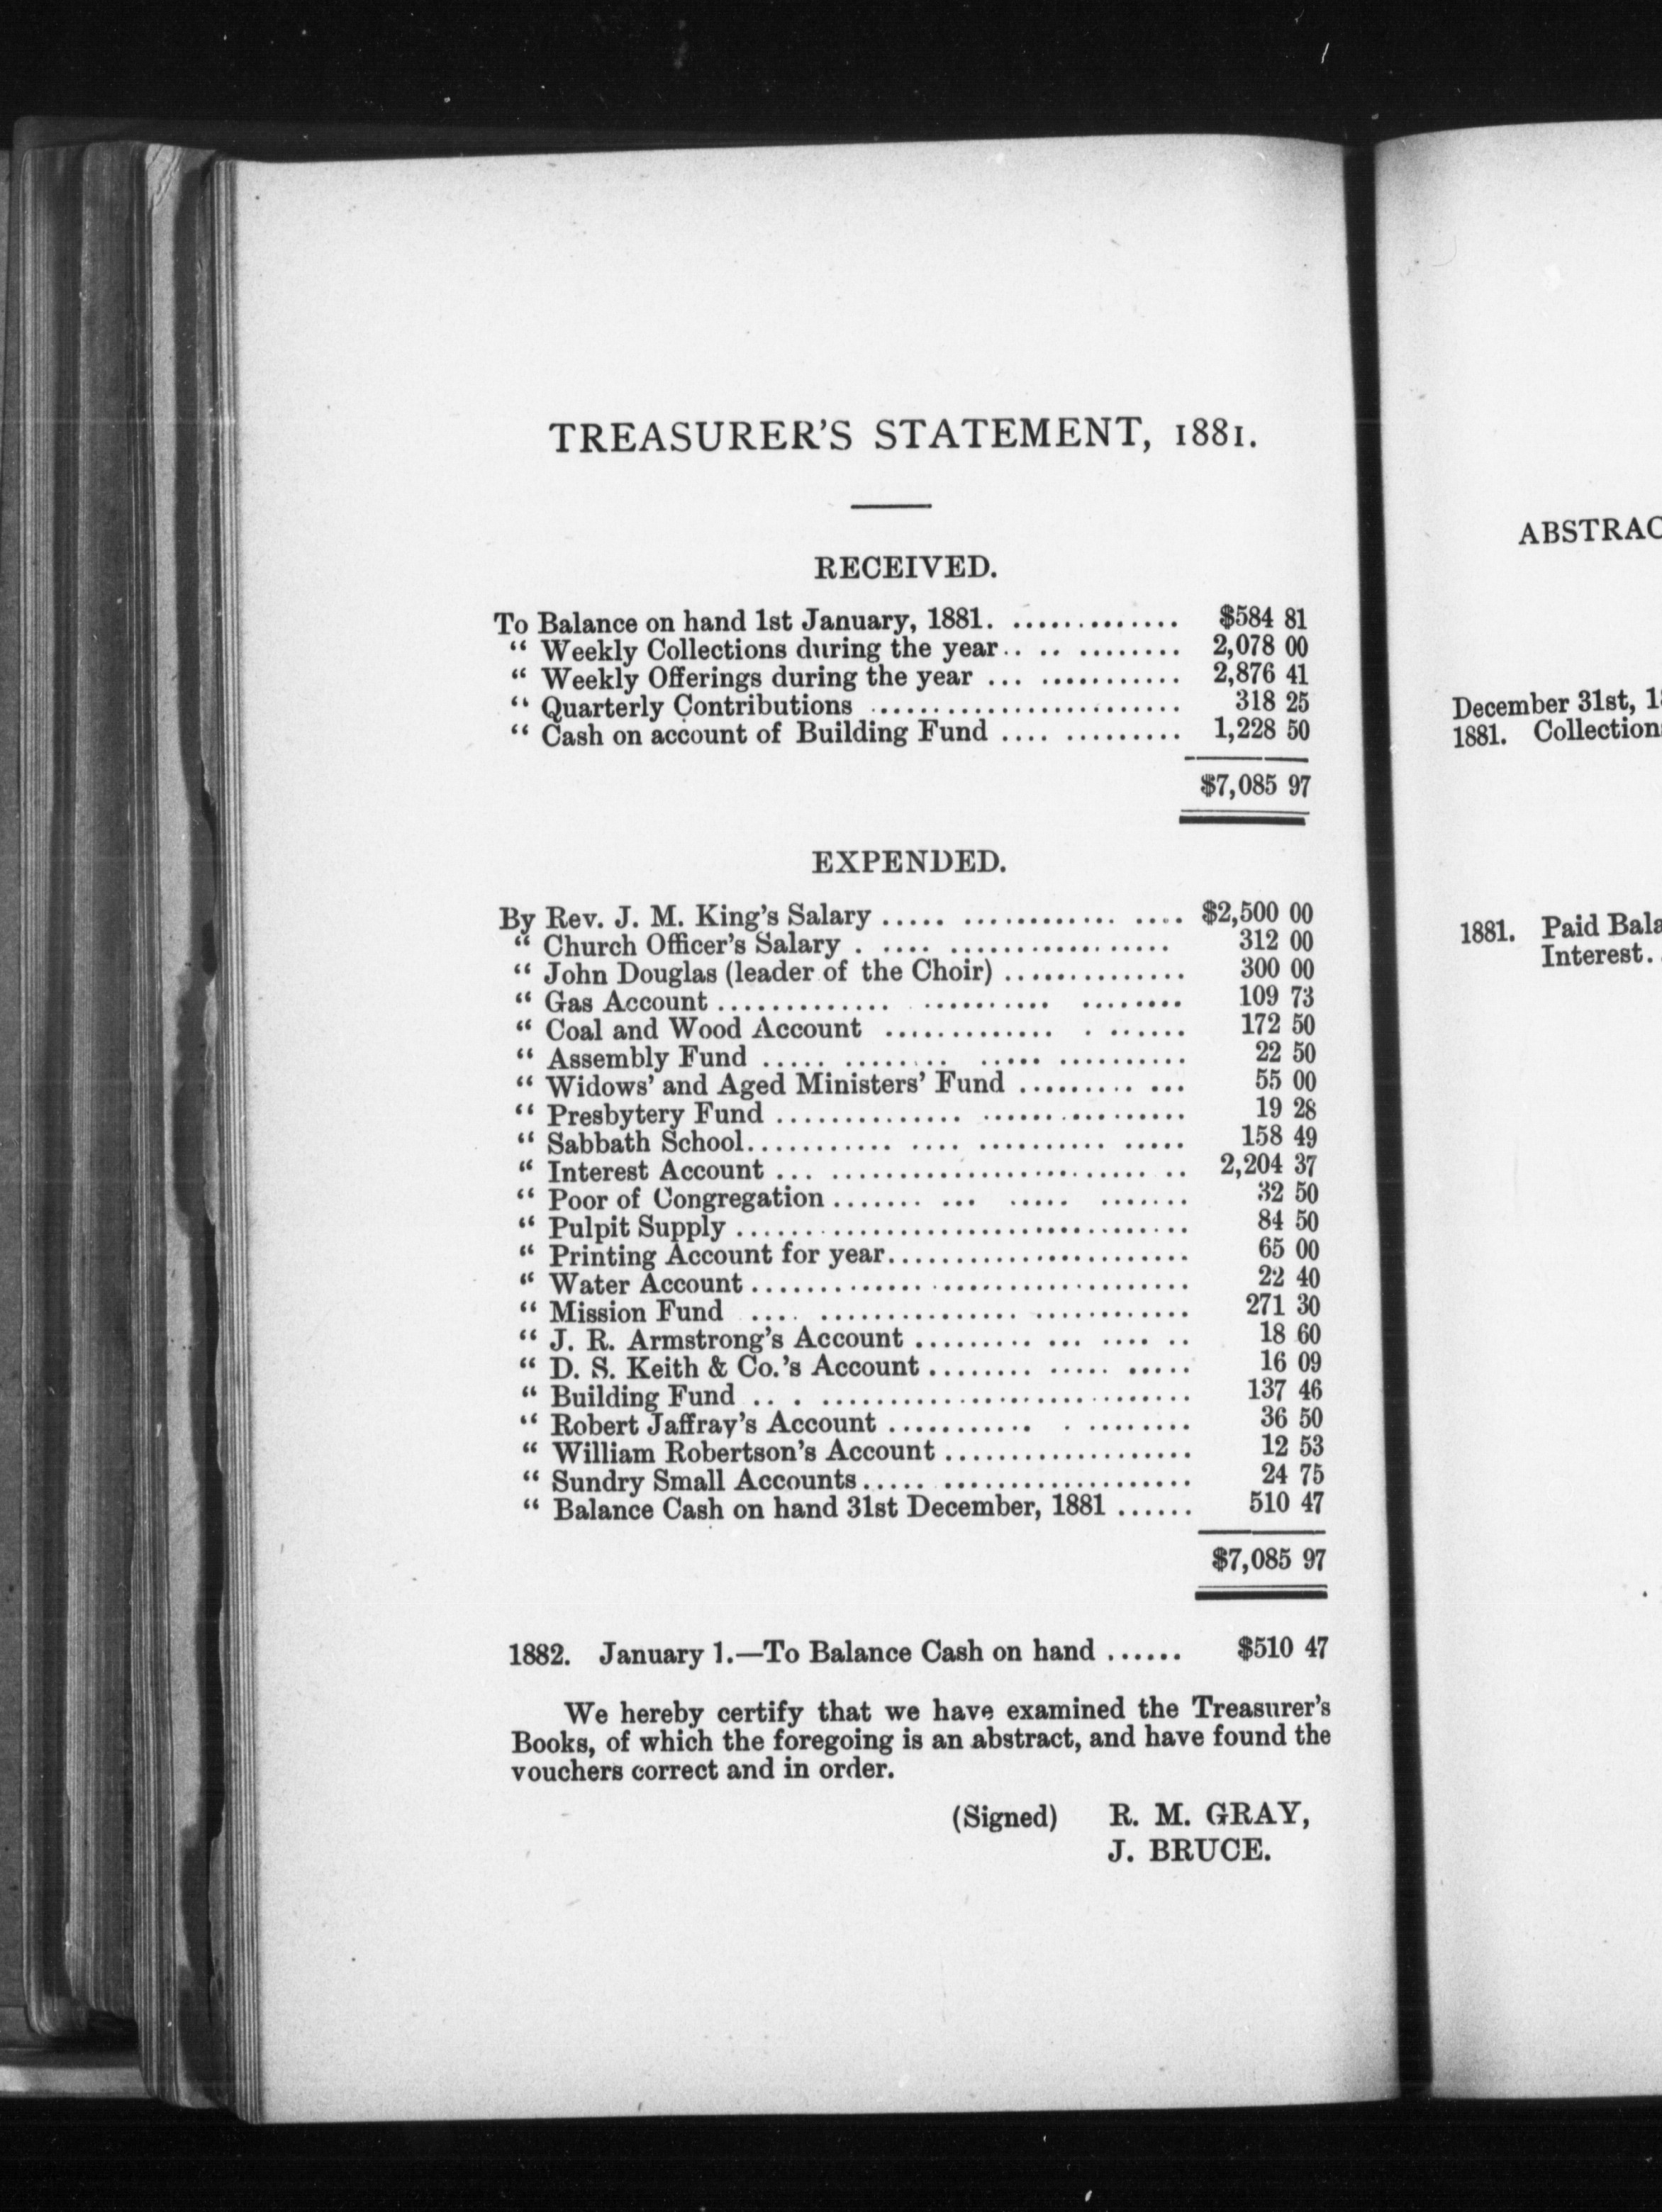 TREASURER'S STATEMENT, 1881.
RECEIVED.
To Balance on hand 1st January, 1881. ............. $584 81
“ Weekly Collections during the year.. .. ......... 2,078 00
“ Weekly Offerings during the year ... ........... 2,876 41
“ Quarterly Contributions ........................ 318 25
“ Cash on account of Building Fund .... ......... 1,228 50
$7,085 97
EXPENDED.
By Rev. J. M. King's Salary ..... ............ .... $2,500 00
“ Church Officer's Salary . .... .................. 312 00
“ John Douglas (leader of the Choir) .............. 300 00
“ Gas Account ............. .......... ........ 109 73
“ Coal and Wood Account ............. . ...... 172 50
“ Assembly Fund ..... ........ ..... .......... 22 50
“ Widows' and Aged Ministers' Fund ......... ... 55 00
“ Presbytery Fund .............. ................ 19 28
“ Sabbath School........... .... .......... ..... 158 49
“ Interest Account ... ......................... .. 2,204 37
“ Poor of Congregation ....... ... ..... ....... 32 50
“ Pulpit Supply .................................. 84 50
“ Printing Account for year........................ 65 00
“ Water Account .................................. 22 40
“ Mission Fund .... ................ ............ 271 30
“ J. R. Armstrong's Account ......... ... .... .. 18 60
“ D. S. Keith & Co.'s Account ........ ..... ..... 16 09
“ Building Fund .. . ............................ 137 46
“ Robert Jaffray's Account ........... . ........ 36 50
“ William Robertson's Account ................... 12 53
“ Sundry Small Accounts..... ................... 24 75
“ Balance Cash on hand 31st December, 1881 ...... 510 47
$7,085 97
1882. January 1.—To Balance Cash on hand ...... $510 47
We hereby certify that we have examined the Treasurer's
Books, of which the foregoing is an abstract, and have found the
vouchers correct and in order.
(Signed) R. M. GRAY,
J. BRUCE.
December 31st,
1881.
1881. Paid
Interest..